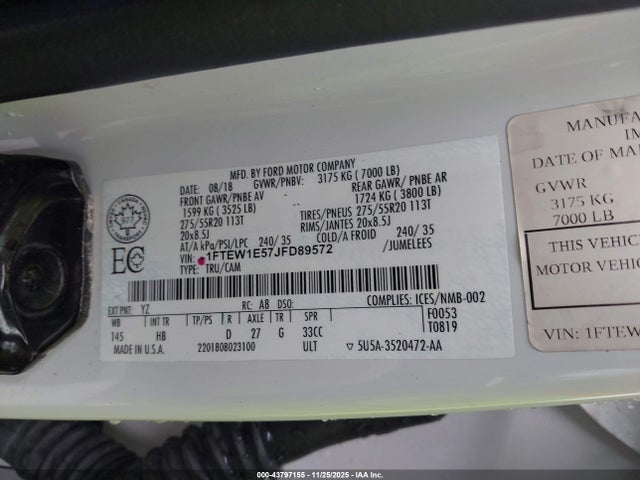 MFD. BY FORD MOTOR COMPANY
DATE: 08/18 GVWR/PNBV: 3175 KG ( 7000 LB)
FRONT GAWR/PNBE AV REAR GAWR/ PNBE AR
1599 KG ( 3525 LB) 1724 KG ( 3800 LB)
275/55R20 113T TIRES/PNEUS 275/55R20 113T
20x8.5J RIMS/JANTES 20x8.5J
AT/A kPa/PSI/LPC 240/ 35 COLD/A FROID 240/ 35
VIN: 1FTEW1E57JFD89572 /JUMELEES
TYPE: TRU/CAM
EC
EXT PNT: YZ RC: A8 DSO: COMPLIES: ICES/NMB-002
WB INT TR TP/PS R AXLE TR SPR F0053
145 HB D 27 G 33CC T0819
MADE IN U.S.A. 2201808023100 ULT 5U5A-3520472-AA
MANUFA
IN
DATE OF MA
GVWR
3175 KG
7000 LB
THIS VEHIC
MOTOR VEHIC
VIN: 1FTEW
000-43797155 - 11/25/2025 - IAA Inc.